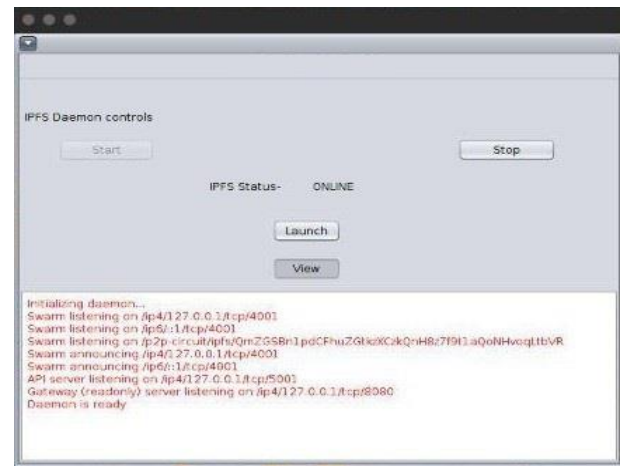 IPFS Daemon controls
Start
Stop
IPFS Status- ONLINE
Launch
View
Initializing daemon...
Swarm listening on /ip4/127.0.0.1/tcp/4001
Swarm listening on /ip6/::1/tcp/4001
Swarm listening on
Swarm announcing /ip4/127.0.0.1/tcp/4001
Swarm announcing /ip6/::1/tcp/4001
API server listening on /ip4/127.0.0.1/tcp/5001
Gateway (readonly) server listening on /ip4/127.0.0.1/tcp/8080
Daemon is ready